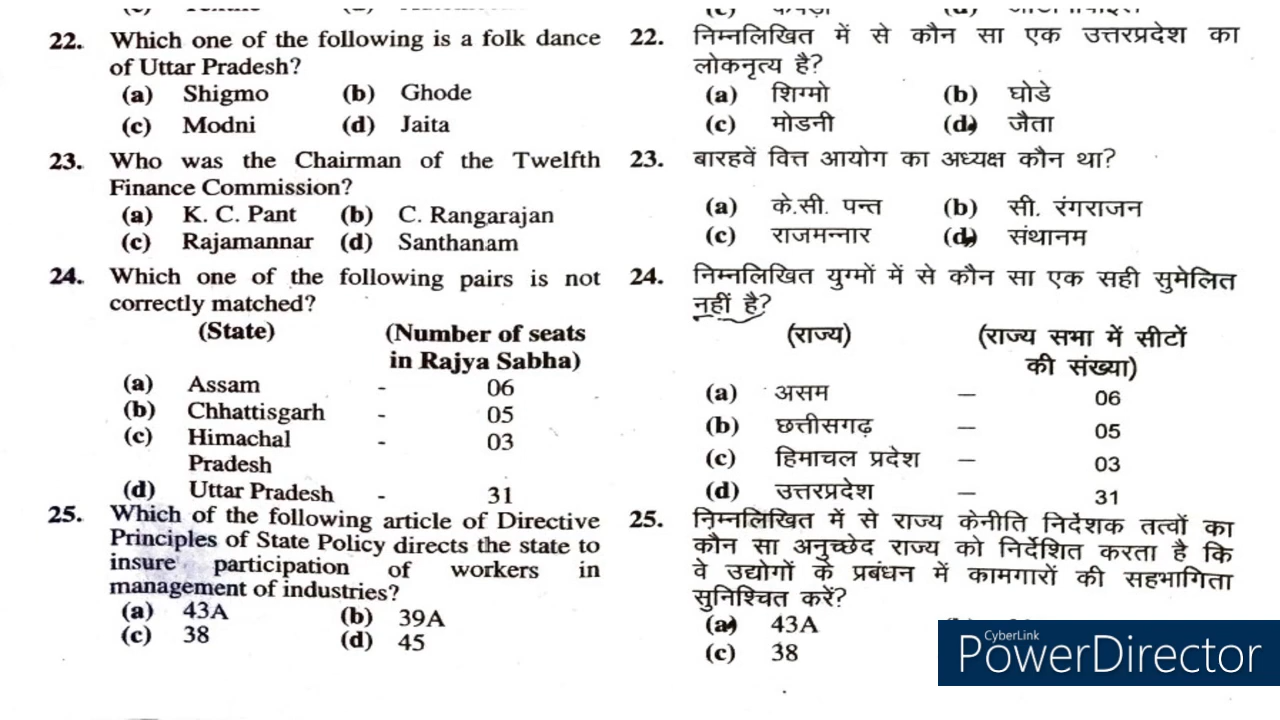 22. Which one of the following is a folk dance
of Uttar Pradesh?
(a) Shigmo (b) Ghode
(c) Modni (d) Jaita
23. Who was the Chairman of the Twelfth
Finance Commission?
(a) K. C. Pant (b) C. Rangarajan
(c) Rajamannar (d) Santhanam
24. Which one of the following pairs is not
correctly matched?
(State) (Number of seats
in Rajya Sabha)
(a) Assam - 06
(b) Chhattisgarh - 05
(c) Himachal - 03
Pradesh
(d) Uttar Pradesh - 31
25. Which of the following article of Directive
Principles of State Policy directs the state to
insure participation of workers in
management of industries?
(a) 43A (b) 39A
(c) 38 (d) 45
22. निम्नलिखित में से कौन सा एक उत्तरप्रदेश का
लोकनृत्य है?
(a) शिग्मो (b) घोडे
(c) मोडनी (d) जैता
23. बारहवें वित्त आयोग का अध्यक्ष कौन था?
(a) के.सी. पन्त (b) सी. रंगराजन
(c) राजमन्नार (d) संथानम
24. निम्नलिखित युग्मों में से कौन सा एक सही सुमेलित
नहीं है?
(राज्य) (राज्य सभा में सीटों
की संख्या)
(a) असम – 06
(b) छत्तीसगढ़ – 05
(c) हिमाचल प्रदेश – 03
(d) उत्तरप्रदेश – 31
25. निम्नलिखित में से राज्य केनीति निर्देशक तत्वों का
कौन सा अनुच्छेद राज्य को निर्देशित करता है कि
वे उद्योगों के प्रबंधन में कामगारों की सहभागिता
सुनिश्चित करें?
(a) 43A
(c) 38
CyberLink
PowerDirector